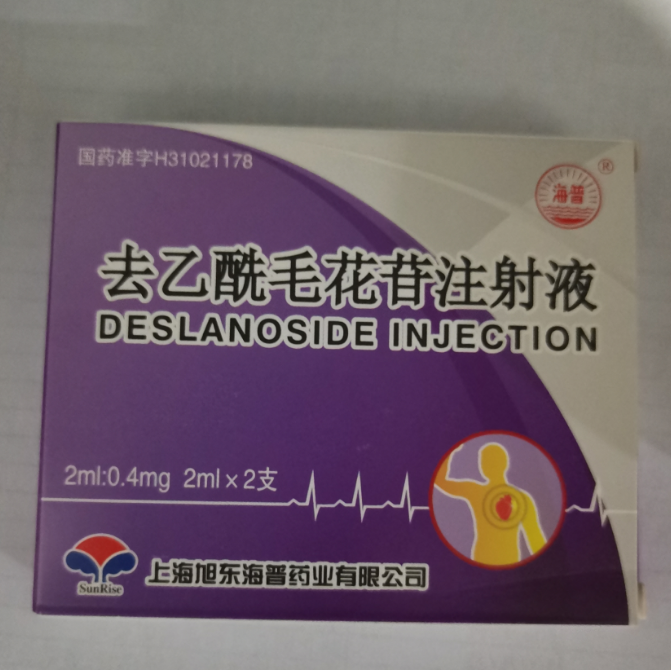 国药准字H31021178
海普
®
去乙酰毛花苷注射液
DESLANOSIDE INJECTION
2ml:0.4mg 2ml×2支
SunRise
上海旭东海普药业有限公司